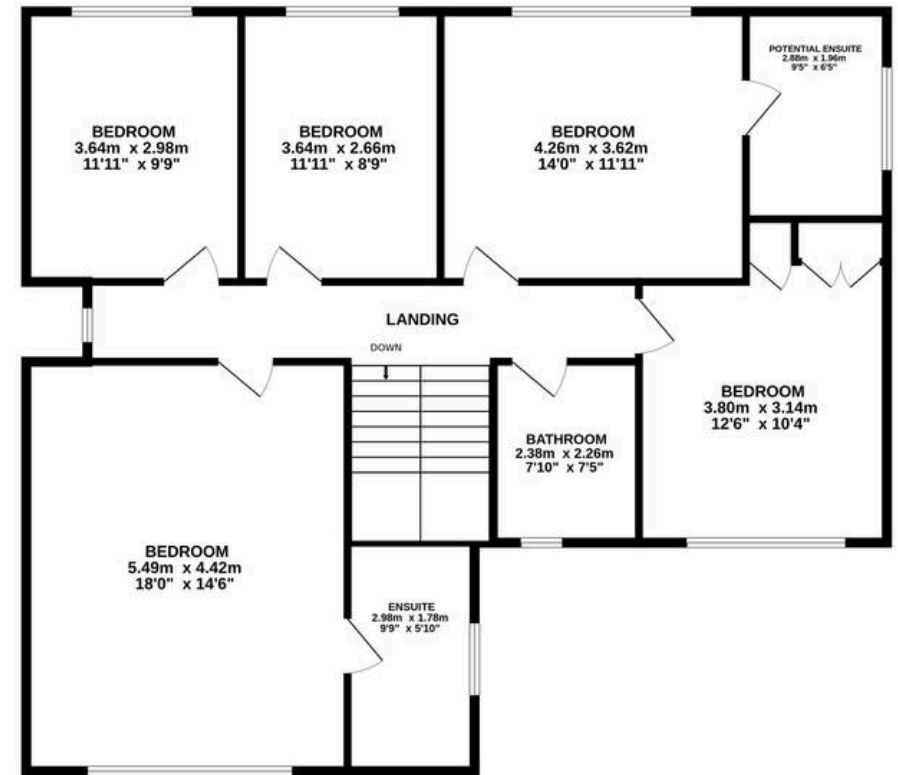 POTENTIAL ENSUITE
2.88m x 1.96m
9'5" x 6'5"
BEDROOM
3.64m x 2.98m
11'11" x 9'9"
BEDROOM
3.64m x 2.66m
11'11" x 8'9"
BEDROOM
4.26m x 3.62m
14'0" x 11'11"
LANDING
DOWN
BEDROOM
3.80m x 3.14m
12'6" x 10'4"
BATHROOM
2.38m x 2.26m
7'10" x 7'5"
BEDROOM
5.49m x 4.42m
18'0" x 14'6"
ENSUITE
2.98m x 1.78m
9'9" x 5'10"